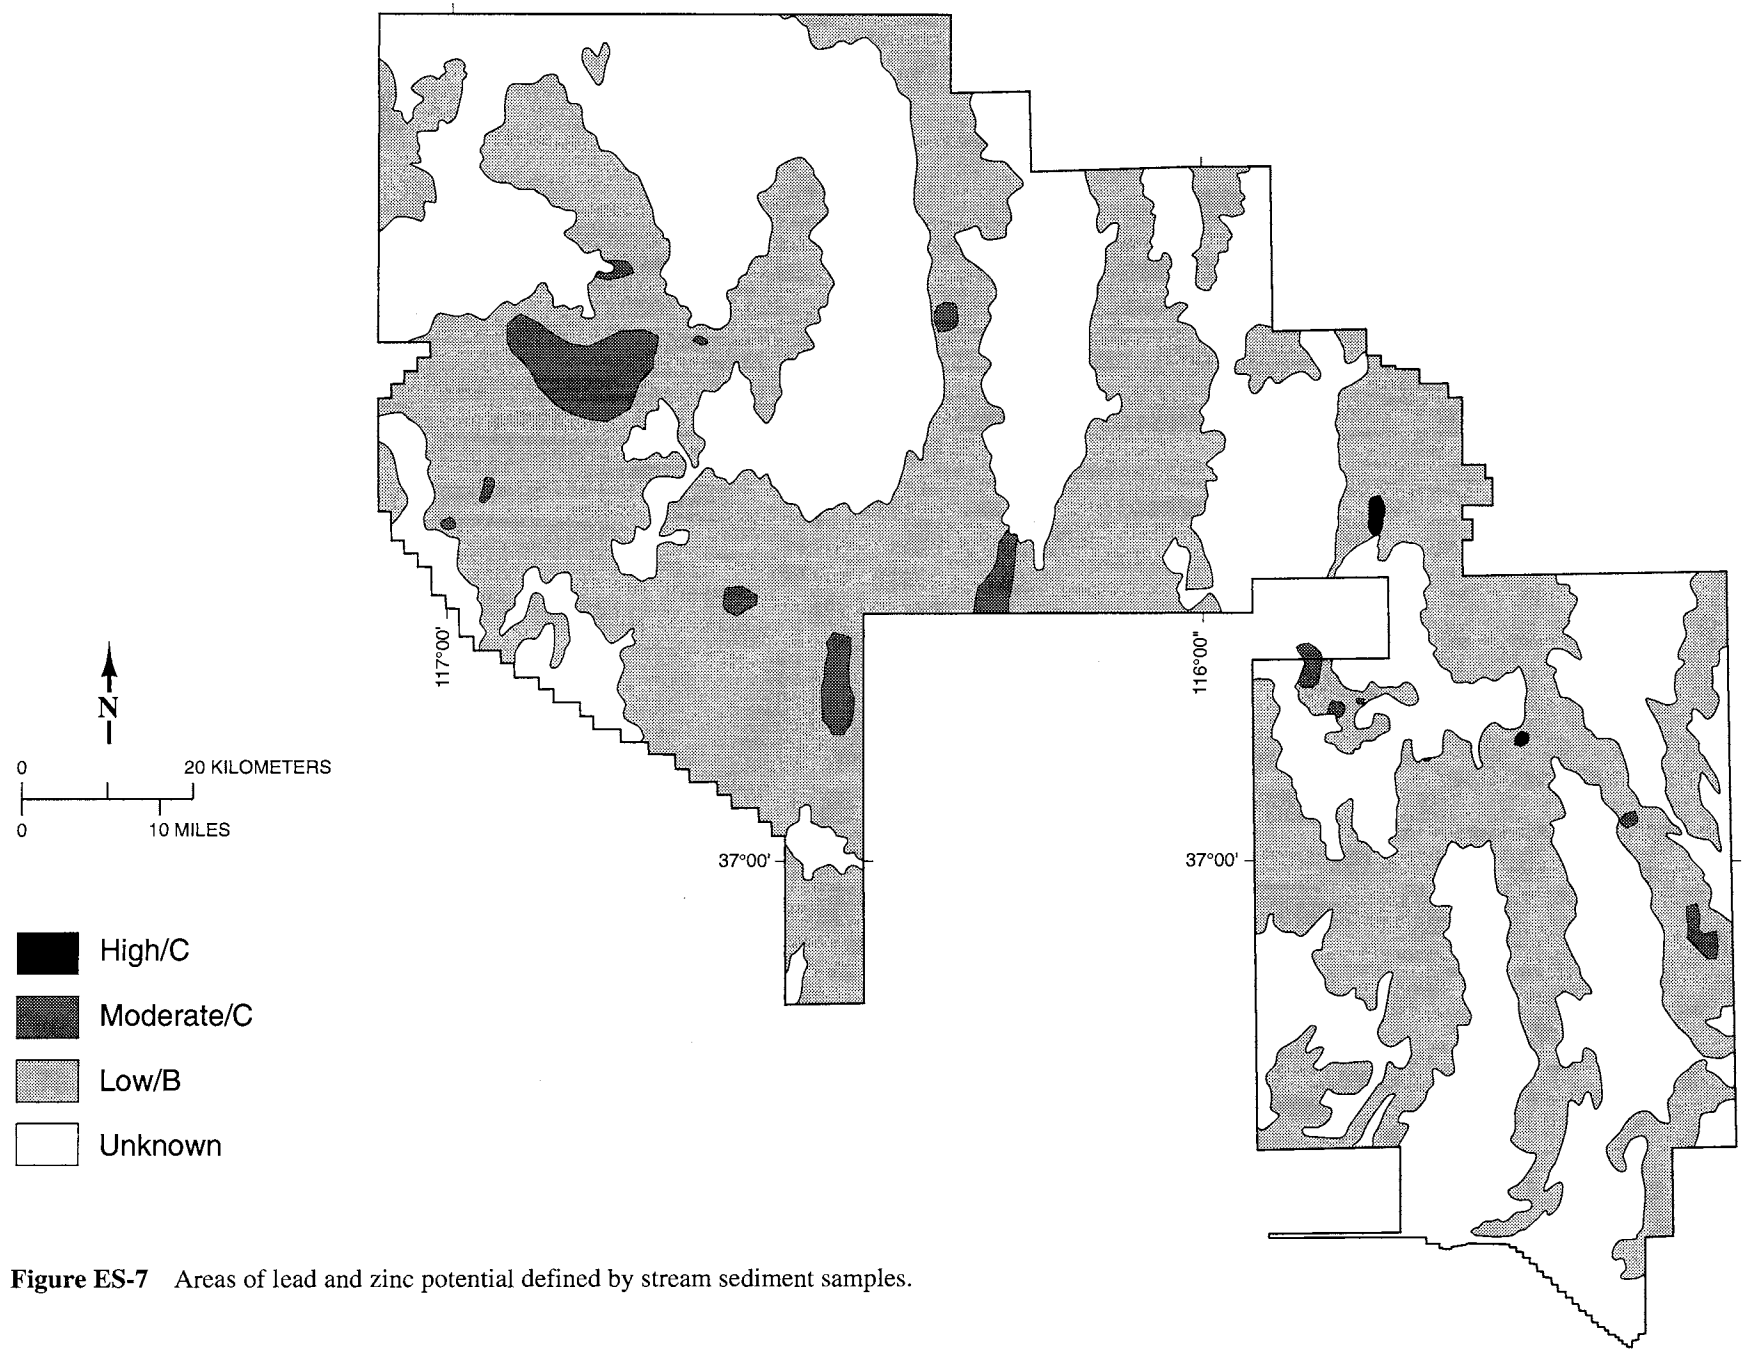 117°00'
116°00"
N
0 20 KILOMETERS
0 10 MILES
37°00'
37°00'
High/C
Moderate/C
Low/B
Unknown
Figure ES-7 Areas of lead and zinc potential defined by stream sediment samples.